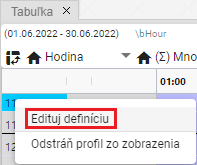 Tabuľka ×
(01.06.2022 - 30.06.2022) \bHour
Hodina (Σ) Mno
01:00
11
Edituj definíciu
11
Odstráň profil zo zobrazenia